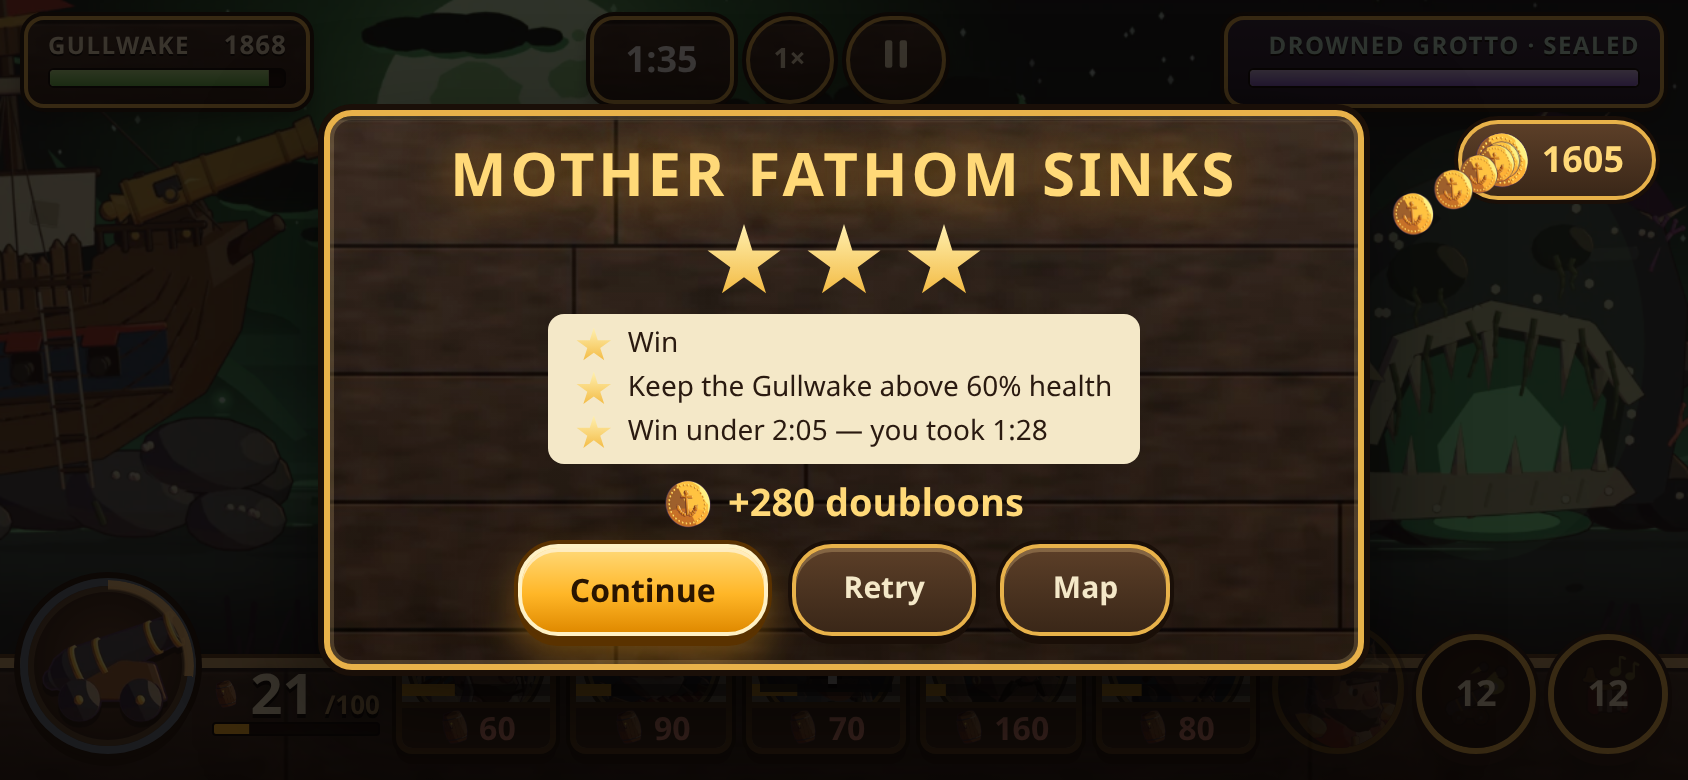 GULLWAKE 1868
1:35
1×
DROWNED GROTTO · SEALED
1605
MOTHER FATHOM SINKS
Win
Keep the Gullwake above 60% health
Win under 2:05 — you took 1:28
+280 doubloons
Continue
Retry
Map
21 /100
60
90
70
160
80
12
12